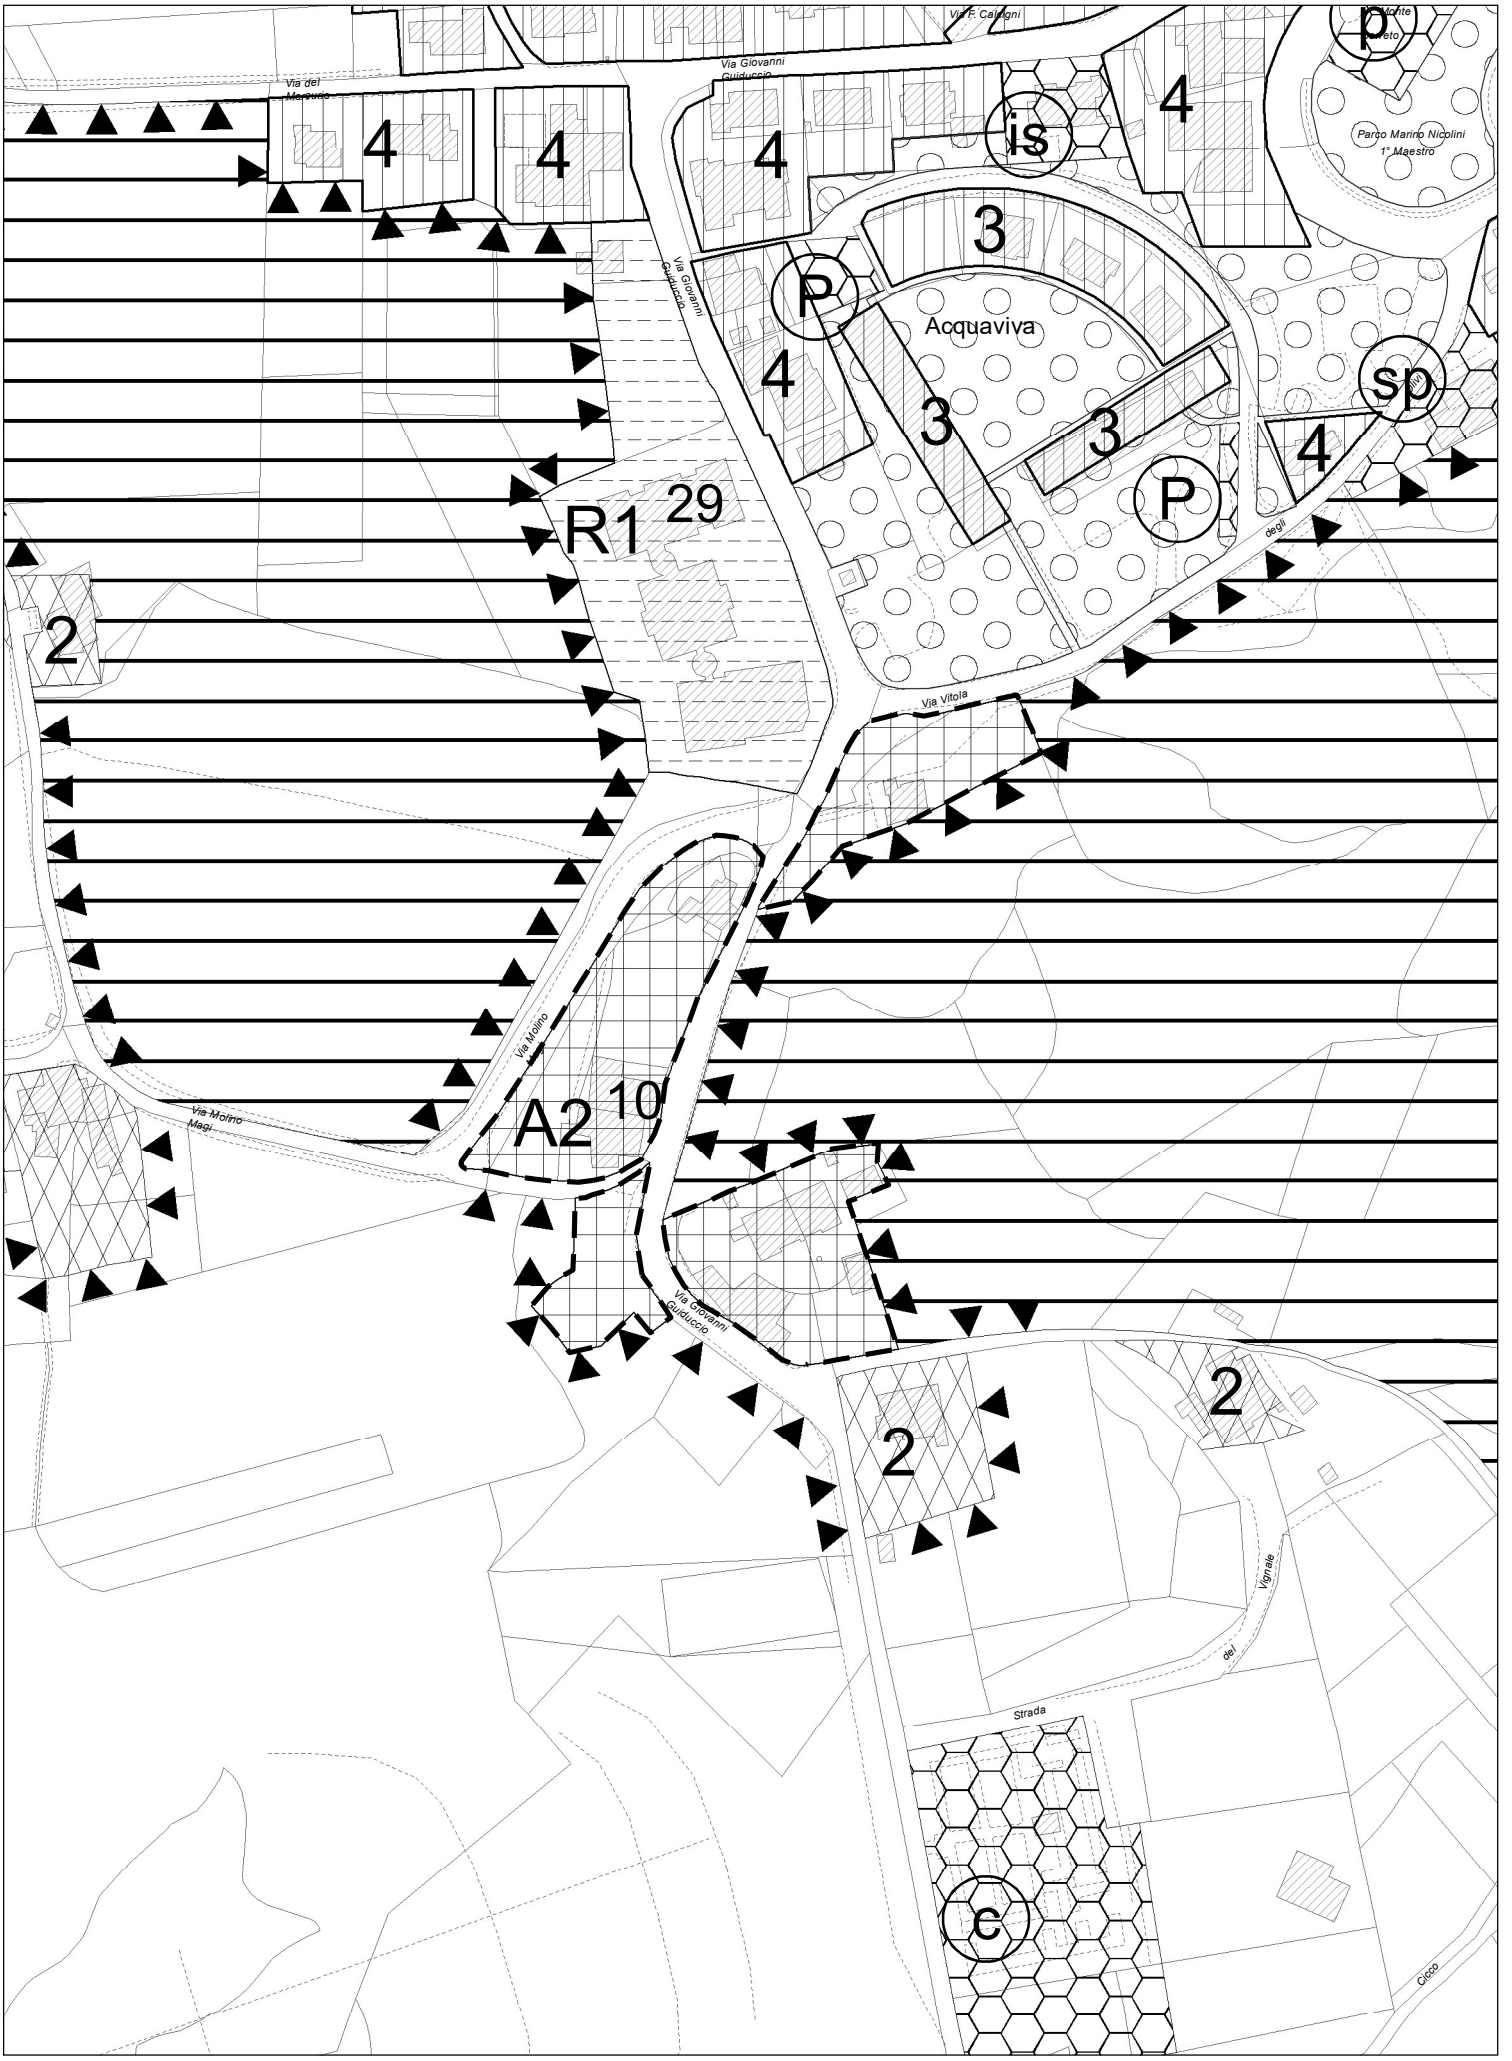 Via F. Calcigni
p
Monte
Via Giovanni
Guiduccio
Via del
Mercurio
4
4
4
is
4
Parco Marino Nicolini
1° Maestro
3
Via Giovanni
Guiduccio
P
Acquaviva
4
3
3
4
sp
P
R1
29
degli
2
Via Vitola
Via Molino
A2
10
Via Molino
Magi
Via Giovanni
Guiduccio
2
2
Vignale
del
Strada
c
Cicco